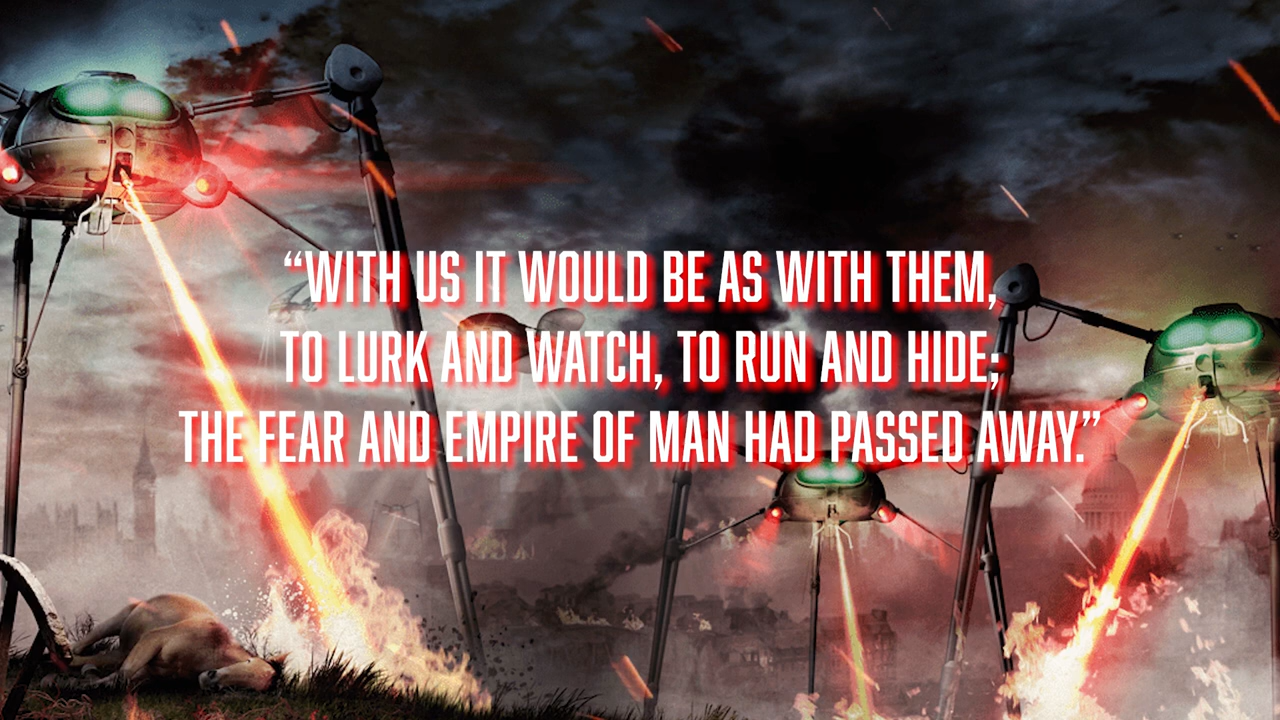 “WITH US IT WOULD BE AS WITH THEM,
TO LURK AND WATCH, TO RUN AND HIDE;
THE FEAR AND EMPIRE OF MAN HAD PASSED AWAY.”